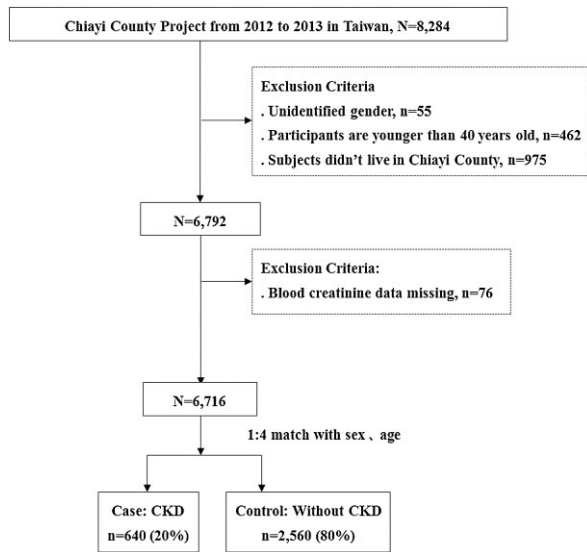 Chiayi County Project from 2012 to 2013 in Taiwan, N=8,284
Exclusion Criteria
. Unidentified gender, n=55
. Participants are younger than 40 years old, n=462
. Subjects didn’t live in Chiayi County, n=975
N=6,792
Exclusion Criteria:
. Blood creatinine data missing, n=76
N=6,716
1:4 match with sex、age
Case: CKD
n=640 (20%)
Control: Without CKD
n=2,560 (80%)